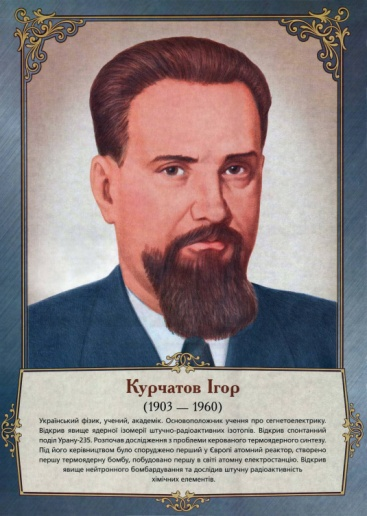 Курчатов Ігор
(1903 — 1960)
Український фізик, учений, академік. Основоположник учення про сегнетоелектрику.
Відкрив явище ядерної ізомерії штучно-радіоактивних ізотопів. Відкрив спонтанний
поділ Урану-235. Розпочав дослідження з проблеми керованого термоядерного синтезу.
Під його керівництвом було споруджено перший у Європі атомний реактор, створено
першу термоядерну бомбу, побудовано першу в світі атомну електростанцію. Відкрив
явище нейтронного бомбардування та дослідив штучну радіоактивність
хімічних елементів.